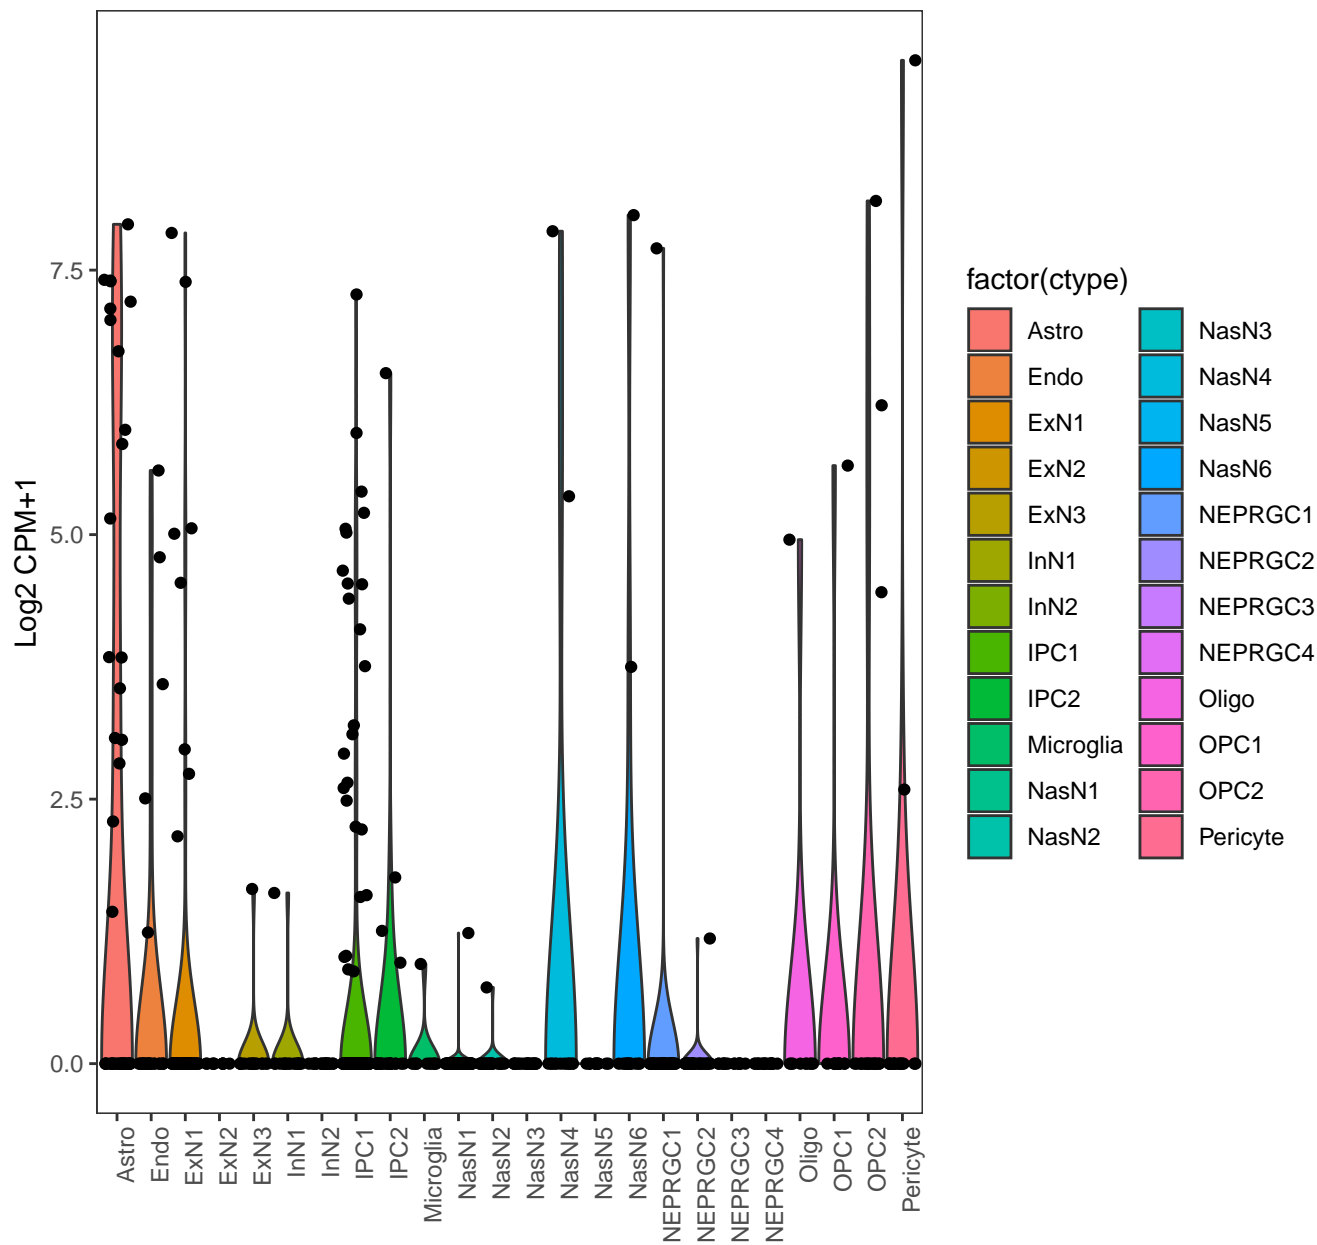 Log2 CPM+1
7.5
5.0
2.5
0.0
Astro
Endo
ExN1
ExN2
ExN3
InN1
InN2
IPC1
IPC2
Microglia
NasN1
NasN2
NasN3
NasN4
NasN5
NasN6
NEPRGC1
NEPRGC2
NEPRGC3
NEPRGC4
Oligo
OPC1
OPC2
Pericyte
factor(ctype)
Astro
Endo
ExN1
ExN2
ExN3
InN1
InN2
IPC1
IPC2
Microglia
NasN1
NasN2
NasN3
NasN4
NasN5
NasN6
NEPRGC1
NEPRGC2
NEPRGC3
NEPRGC4
Oligo
OPC1
OPC2
Pericyte